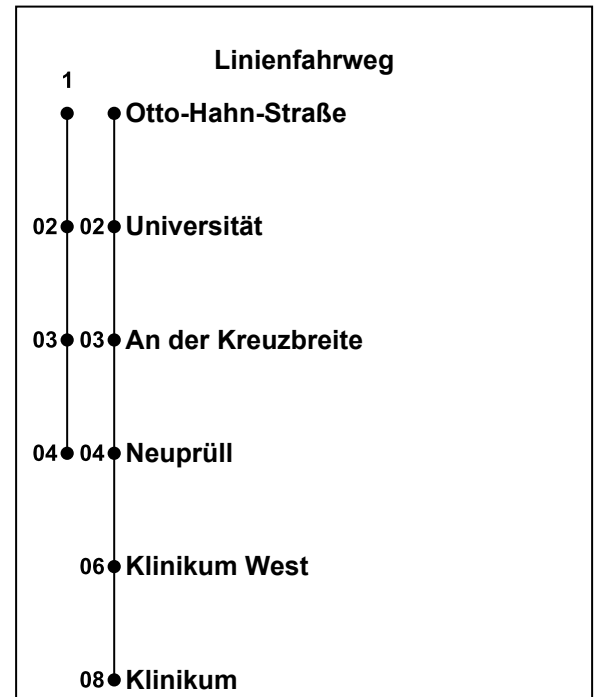 Linienfahrweg
1
Otto-Hahn-Straße
02 02 Universität
03 03 An der Kreuzbreite
04 04 Neuprüll
06 Klinikum West
08 Klinikum